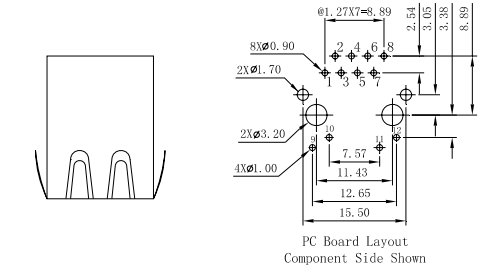 @1.27X7=8.89
2.54
3.05
3.38
8.89
8XØ0.90
2 4 6 8
2XØ1.70
1 3 5 7
2XØ3.20
10 12
9 11
4XØ1.00
7.57
11.43
12.65
15.50
PC Board Layout
Component Side Shown